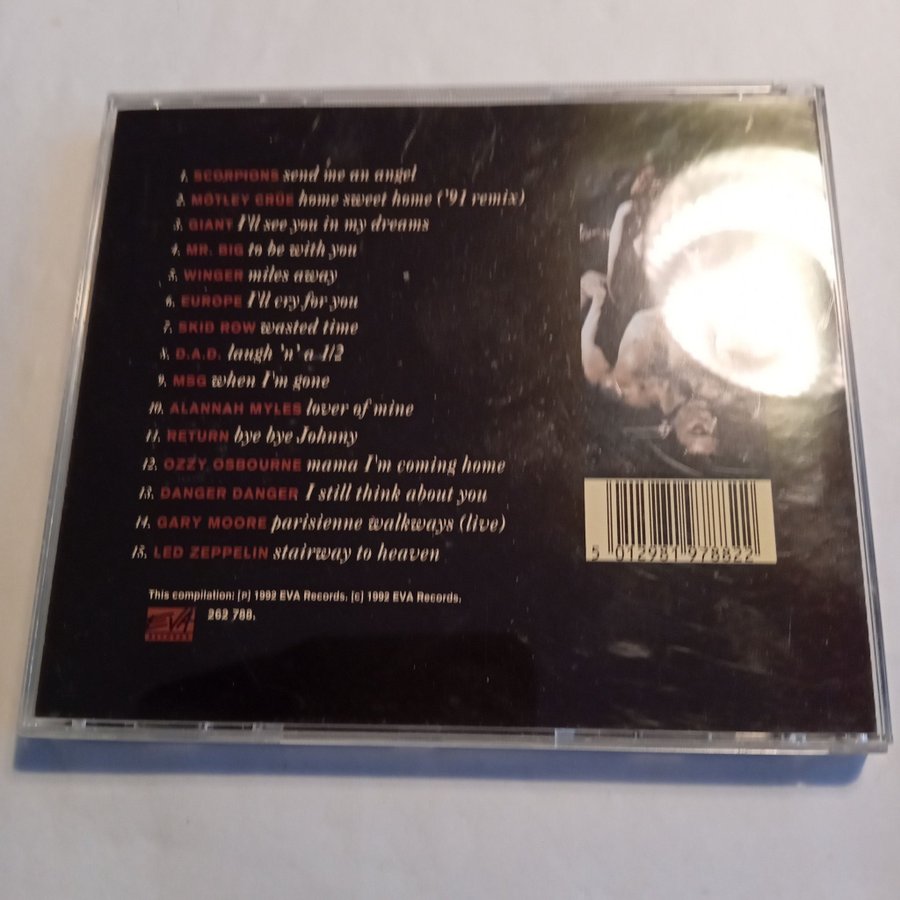 1. SCORPIONS send me an angel
2. MÖTLEY CRÜE home sweet home ('91 remix)
3. GIANT I'll see you in my dreams
4. MR. BIG to be with you
5. WINGER miles away
6. EUROPE I'll cry for you
7. SKID ROW wasted time
8. D.A.D. laugh 'n' a 1/2
9. MSG when I'm gone
10. ALANNAH MYLES lover of mine
11. RETURN bye bye Johnny
12. OZZY OSBOURNE mama I'm coming home
13. DANGER DANGER I still think about you
14. GARY MOORE parisienne walkways (live)
15. LED ZEPPELIN stairway to heaven
5 012981 978822
This compilation: [P] 1992 EVA Records. [C] 1992 EVA Records.
262 788.
EVA
RECORDS